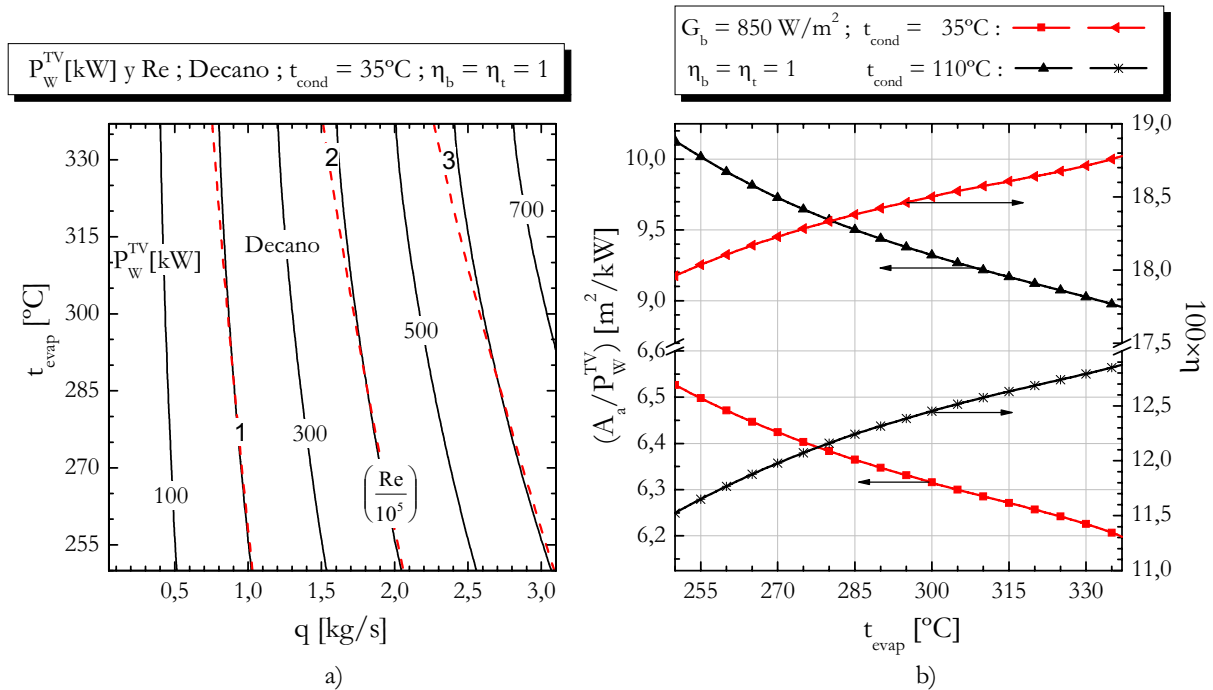 P_W^TV[kW] y Re ; Decano ; t_cond = 35ºC ; η_b = η_t = 1
330
315
300
285
270
255
t_evap [ºC]
0,5 1,0 1,5 2,0 2,5 3,0
q [kg/s]
P_W^TV[kW]
Decano
100
300
500
700
1
2
3
(Re/10^5)
a)
G_b = 850 W/m² ; t_cond = 35ºC :
η_b = η_t = 1 t_cond = 110ºC :
10,0
9,5
9,0
6,6
6,5
6,4
6,3
6,2
(A_a/P_W^TV) [m²/kW]
19,0
18,5
18,0
17,5
12,5
12,0
11,5
11,0
100×η
255 270 285 300 315 330
t_evap [ºC]
b)